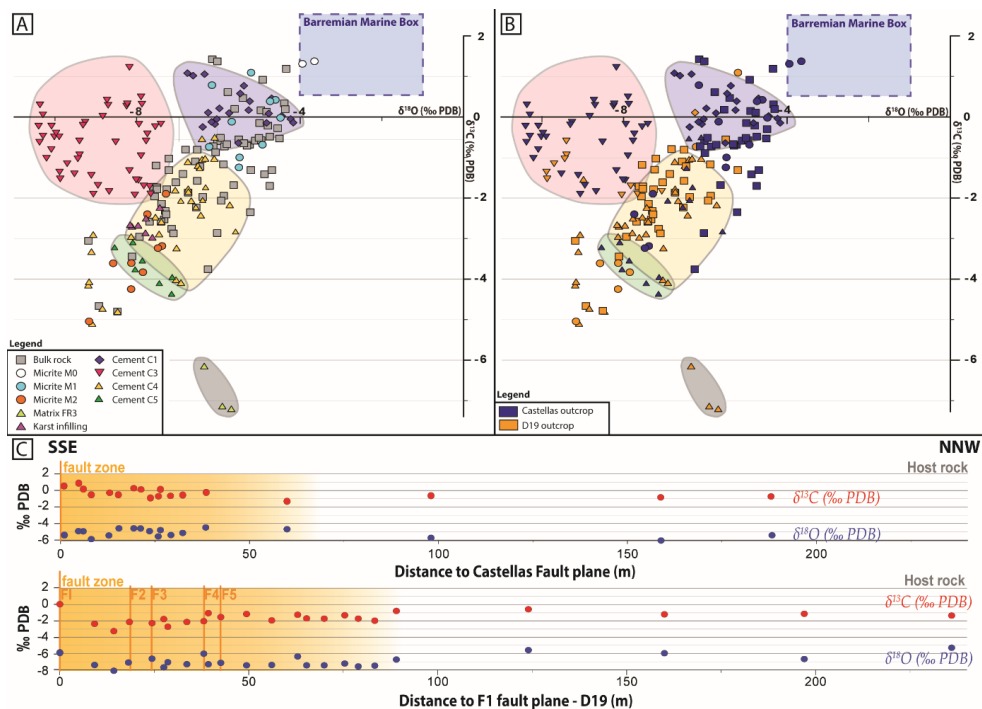 A
Barremian Marine Box
2
-8
-4
δ¹⁸O (‰ PDB)
0
δ¹³C (‰ PDB)
-2
-4
-6
Legend
Bulk rock
Micrite M0
Micrite M1
Micrite M2
Matrix FR3
Karst infilling
Cement C1
Cement C3
Cement C4
Cement C5
B
Barremian Marine Box
2
-8
-4
δ¹⁸O (‰ PDB)
0
δ¹³C (‰ PDB)
-2
-4
-6
Legend
Castellas outcrop
D19 outcrop
C SSE NNW
fault zone Host rock
‰ PDB
2
0
-2
-4
-6
δ¹³C (‰ PDB)
δ¹⁸O (‰ PDB)
0 50 100 150 200
Distance to Castellas Fault plane (m)
fault zone Host rock
F1 F2 F3 F4 F5
‰ PDB
2
0
-2
-4
-6
-8
δ¹³C (‰ PDB)
δ¹⁸O (‰ PDB)
0 50 100 150 200
Distance to F1 fault plane - D19 (m)